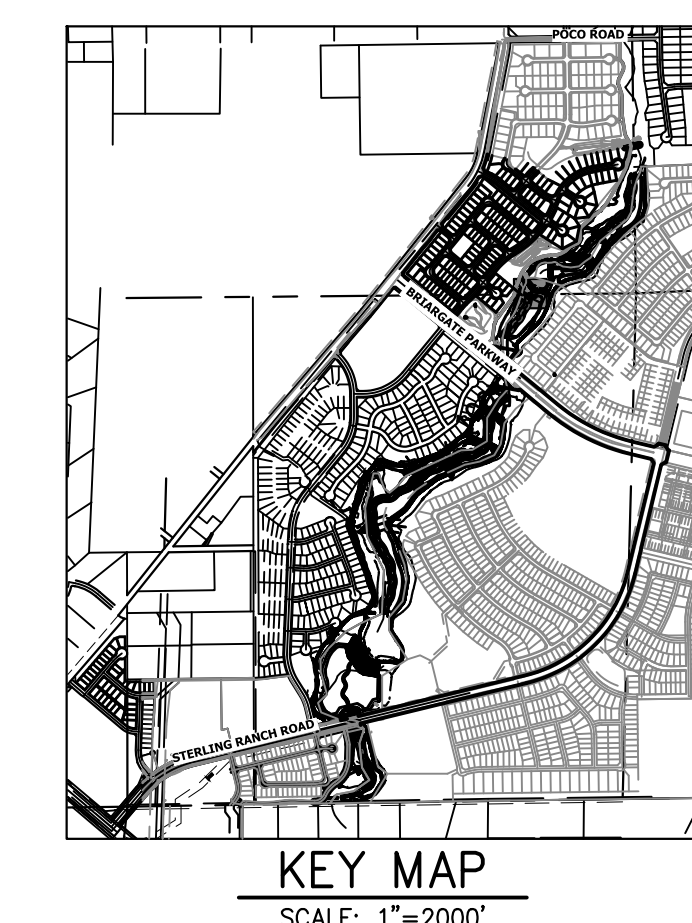 POCO ROAD
BRIARGATE PARKWAY
STERLING RANCH ROAD
KEY MAP
SCALE: 1"=2000'